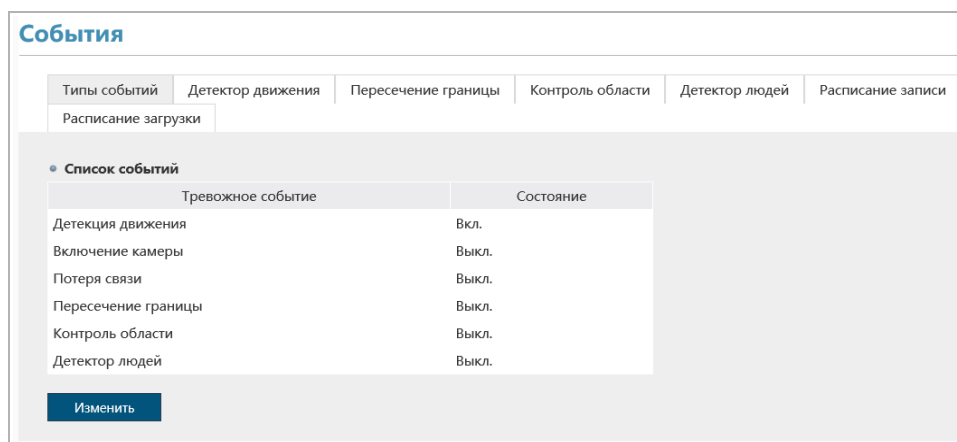 События
Типы событий Детектор движения Пересечение границы Контроль области Детектор людей Расписание записи
Расписание загрузки
Список событий
Тревожное событие Состояние
Детекция движения Вкл.
Включение камеры Выкл.
Потеря связи Выкл.
Пересечение границы Выкл.
Контроль области Выкл.
Детектор людей Выкл.
Изменить